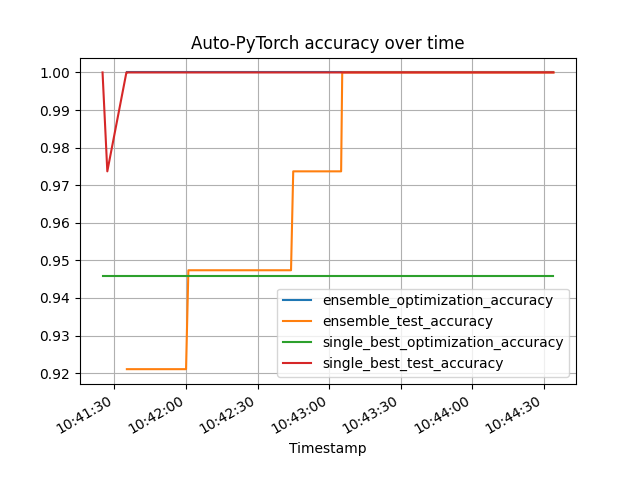 Auto-PyTorch accuracy over time
1.00
0.99
0.98
0.97
0.96
0.95
0.94
0.93
0.92
ensemble_optimization_accuracy
ensemble_test_accuracy
single_best_optimization_accuracy
single_best_test_accuracy
10:41:30
10:42:00
10:42:30
10:43:00
10:43:30
10:44:00
10:44:30
Timestamp